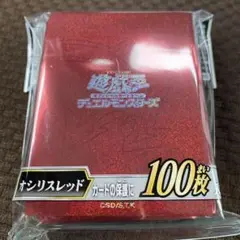 遊☆戯☆王
デュエルモンスターズ
オシリスレッド
カードの保護に
100枚